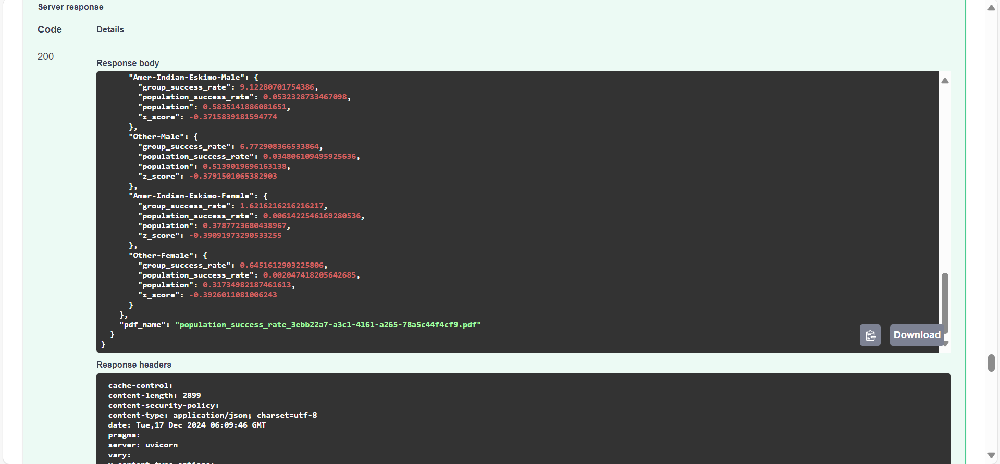 Server response
Code Details
200
Response body
"Amer-Indian-Eskimo-Male": {
"group_success_rate": 9.12280701754386,
"population_success_rate": 0.0532328733467098,
"population": 0.5835141886081651,
"z_score": -0.3715839181594774
},
"Other-Male": {
"group_success_rate": 6.772908366533864,
"population_success_rate": 0.034806109495925636,
"population": 0.5139019696163138,
"z_score": -0.3791501065382903
},
"Amer-Indian-Eskimo-Female": {
"group_success_rate": 1.6216216216216217,
"population_success_rate": 0.0061422546169280536,
"population": 0.3787723680438967,
"z_score": -0.39091973290533255
},
"Other-Female": {
"group_success_rate": 0.6451612903225806,
"population_success_rate": 0.002047418205642685,
"population": 0.31734982187461613,
"z_score": -0.3926011081006243
}
},
"pdf_name": "population_success_rate_3ebb22a7-a3c1-4161-a265-78a5c44f4cf9.pdf"
}
}
Download
Response headers
cache-control:
content-length: 2899
content-security-policy:
content-type: application/json; charset=utf-8
date: Tue,17 Dec 2024 06:09:46 GMT
pragma:
server: uvicorn
vary: